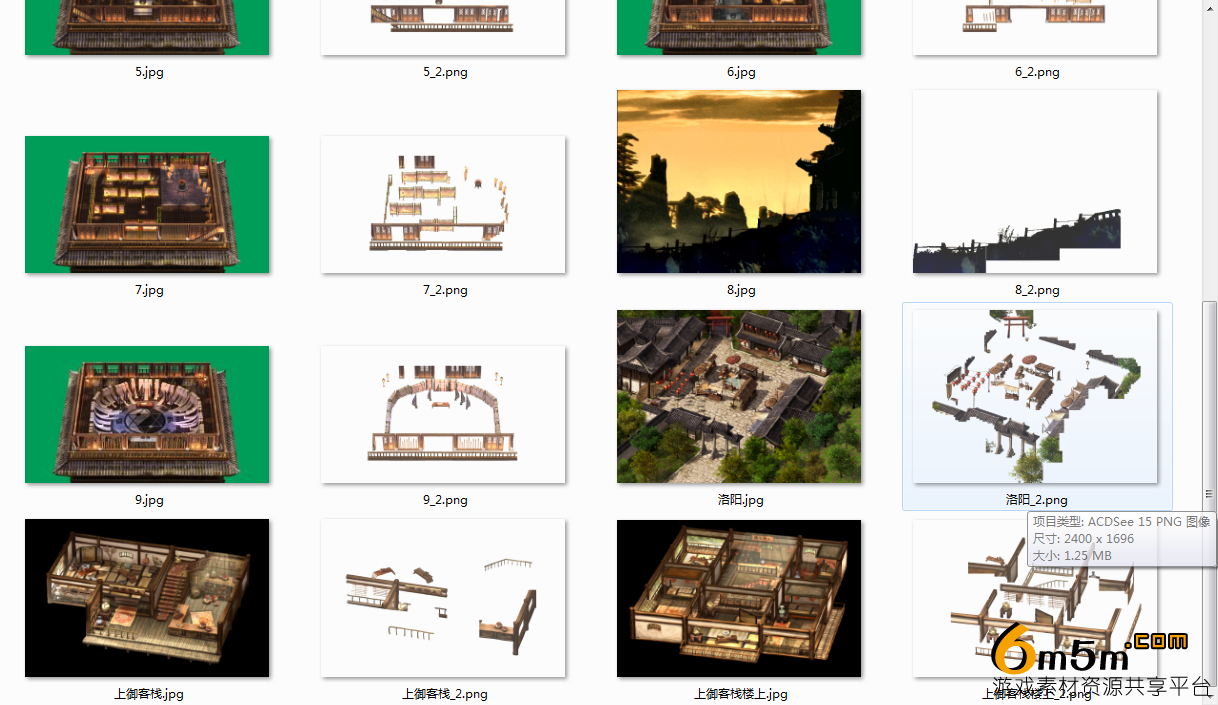 5.jpg
5_2.png
6.jpg
6_2.png
7.jpg
7_2.png
8.jpg
8_2.png
9.jpg
9_2.png
洛阳.jpg
洛阳_2.png
项目类型: ACDSee 15 PNG 图像
尺寸: 2400 x 1696
大小: 1.25 MB
上御客栈.jpg
上御客栈_2.png
上御客栈楼上.jpg
上御客栈楼上_2.png
6m5m.com
游戏素材资源共享平台